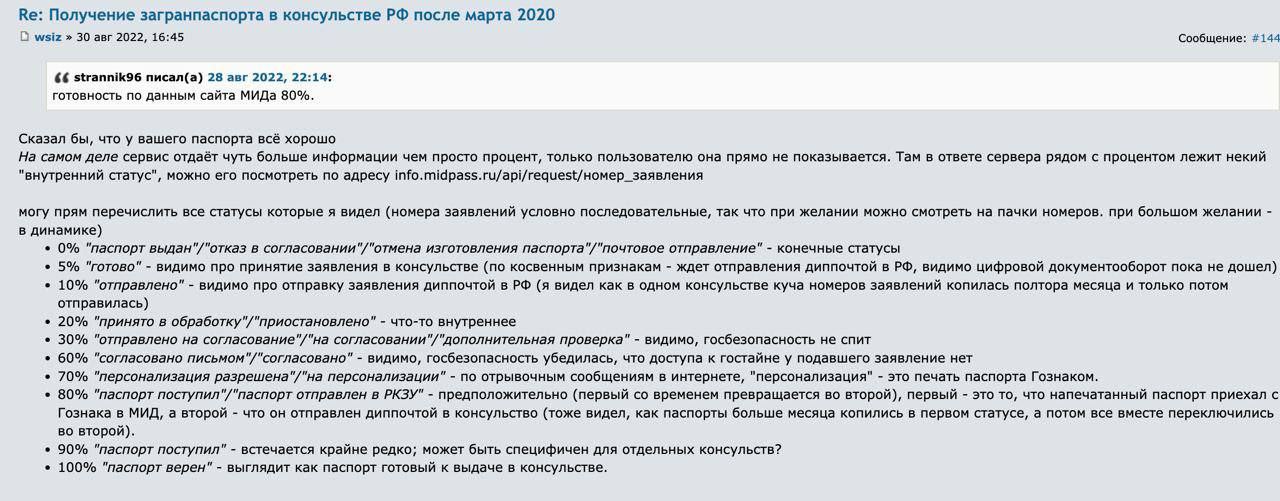 Re: Получение загранпаспорта в консульстве РФ после марта 2020
wsiz » 30 авг 2022, 16:45
Сообщение: #144
strannik96 писал(а) 28 авг 2022, 22:14:
готовность по данным сайта МИДа 80%.
Сказал бы, что у вашего паспорта всё хорошо
На самом деле сервис отдаёт чуть больше информации чем просто процент, только пользователю она прямо не показывается. Там в ответе сервера рядом с процентом лежит некий
"внутренний статус", можно его посмотреть по адресу info.midpass.ru/api/request/номер_заявления
могу прям перечислить все статусы которые я видел (номера заявлений условно последовательные, так что при желании можно смотреть на пачки номеров. при большом желании -
в динамике)
• 0% "паспорт выдан"/"отказ в согласовании"/"отмена изготовления паспорта"/"почтовое отправление" - конечные статусы
• 5% "готово" - видимо про принятие заявления в консульстве (по косвенным признакам - ждет отправления диппочтой в РФ, видимо цифровой документооборот пока не дошел)
• 10% "отправлено" - видимо про отправку заявления диппочтой в РФ (я видел как в одном консульстве куча номеров заявлений копилась полтора месяца и только потом
отправилась)
• 20% "принято в обработку"/"приостановлено" - что-то внутреннее
• 30% "отправлено на согласование"/"на согласовании"/"дополнительная проверка" - видимо, госбезопасность не спит
• 60% "согласовано письмом"/"согласовано" - видимо, госбезопасность убедилась, что доступа к гостайне у подавшего заявление нет
• 70% "персонализация разрешена"/"на персонализации" - по отрывочным сообщениям в интернете, "персонализация" - это печать паспорта Гознаком.
• 80% "паспорт поступил"/"паспорт отправлен в РКЗУ" - предположительно (первый со временем превращается во второй), первый - это то, что напечатанный паспорт приехал с
Гознака в МИД, а второй - что он отправлен диппочтой в консульство (тоже видел, как паспорты больше месяца копились в первом статусе, а потом все вместе переключились
во второй).
• 90% "паспорт поступил" - встечается крайне редко; может быть специфичен для отдельных консульств?
• 100% "паспорт верен" - выглядит как паспорт готовый к выдаче в консульстве.